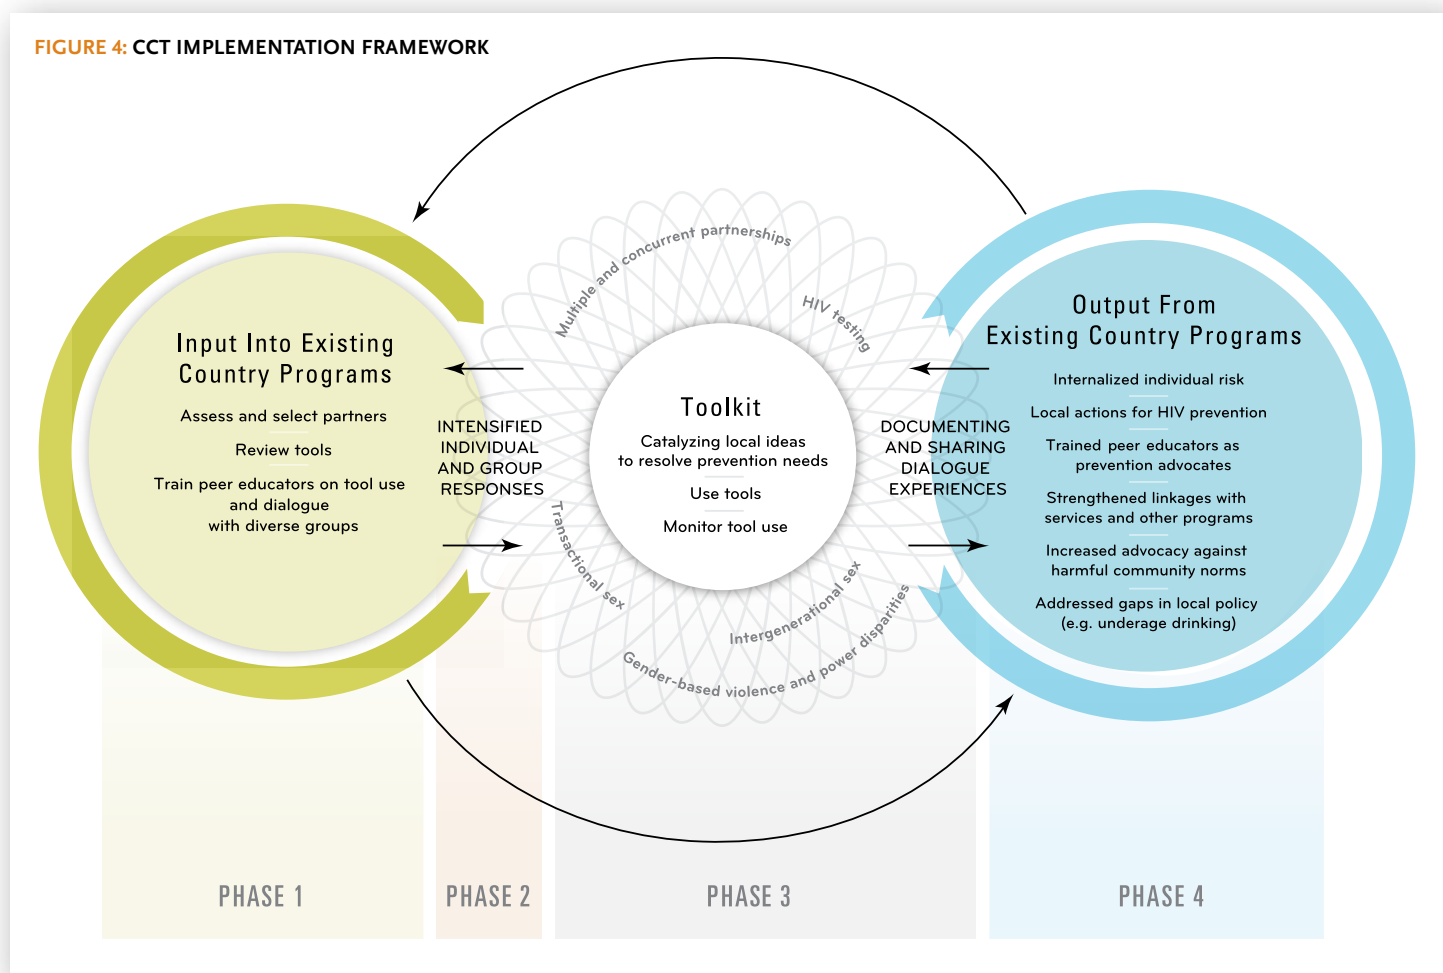 FIGURE 4: CCT IMPLEMENTATION FRAMEWORK
Input Into Existing
Country Programs
Assess and select partners
Review tools
Train peer educators on tool use
and dialogue
with diverse groups
INTENSIFIED
INDIVIDUAL
AND GROUP
RESPONSES
Multiple and concurrent partnerships
HIV testing
Toolkit
Catalyzing local ideas
to resolve prevention needs
Use tools
Monitor tool use
Transactional sex
Intergenerational sex
Gender-based violence and power disparities
DOCUMENTING
AND SHARING
DIALOGUE
EXPERIENCES
Output From
Existing Country Programs
Internalized individual risk
Local actions for HIV prevention
Trained peer educators as
prevention advocates
Strengthened linkages with
services and other programs
Increased advocacy against
harmful community norms
Addressed gaps in local policy
(e.g. underage drinking)
PHASE 1
PHASE 2
PHASE 3
PHASE 4